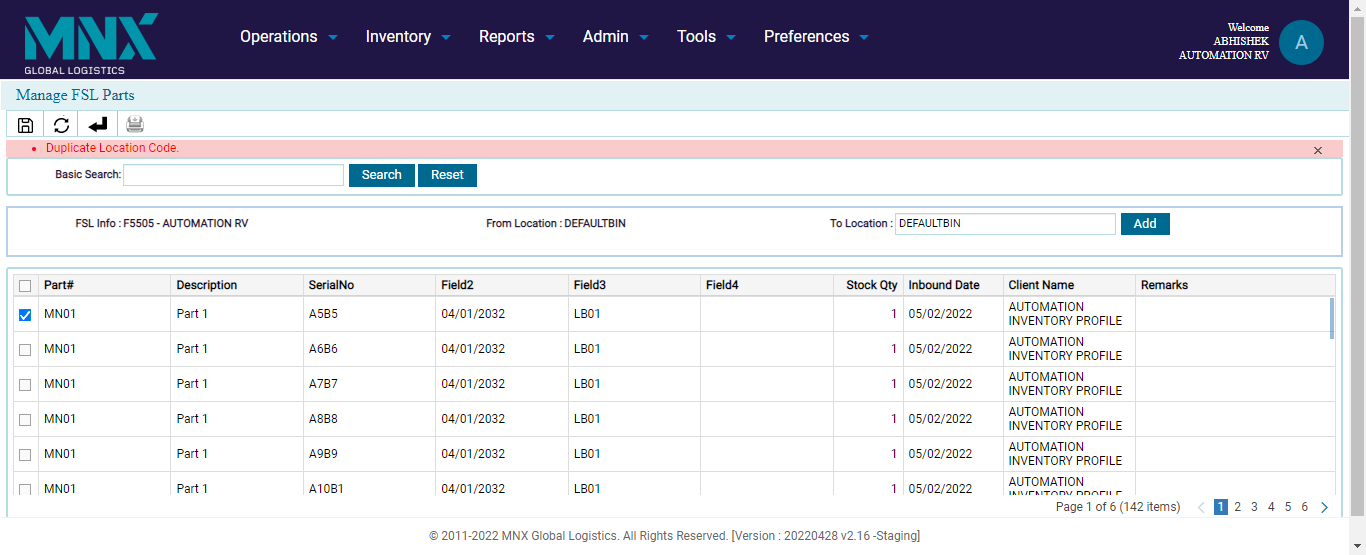 MNX
GLOBAL LOGISTICS
Operations Inventory Reports Admin Tools Preferences
Welcome
ABHISHEK
AUTOMATION RV
A
Manage FSL Parts
Duplicate Location Code.
Basic Search: Search Reset
FSL Info : F5505 - AUTOMATION RV From Location : DEFAULTBIN To Location : DEFAULTBIN Add
Part# Description SerialNo Field2 Field3 Field4 Stock Qty Inbound Date Client Name Remarks
MN01 Part 1 A5B5 04/01/2032 LB01 1 05/02/2022 AUTOMATION
INVENTORY PROFILE
MN01 Part 1 A6B6 04/01/2032 LB01 1 05/02/2022 AUTOMATION
INVENTORY PROFILE
MN01 Part 1 A7B7 04/01/2032 LB01 1 05/02/2022 AUTOMATION
INVENTORY PROFILE
MN01 Part 1 A8B8 04/01/2032 LB01 1 05/02/2022 AUTOMATION
INVENTORY PROFILE
MN01 Part 1 A9B9 04/01/2032 LB01 1 05/02/2022 AUTOMATION
INVENTORY PROFILE
MN01 Part 1 A10B1 04/01/2032 LB01 1 05/02/2022 AUTOMATION
INVENTORY PROFILE
Page 1 of 6 (142 items) 1 2 3 4 5 6
© 2011-2022 MNX Global Logistics. All Rights Reserved. [Version : 20220428 v2.16 -Staging]